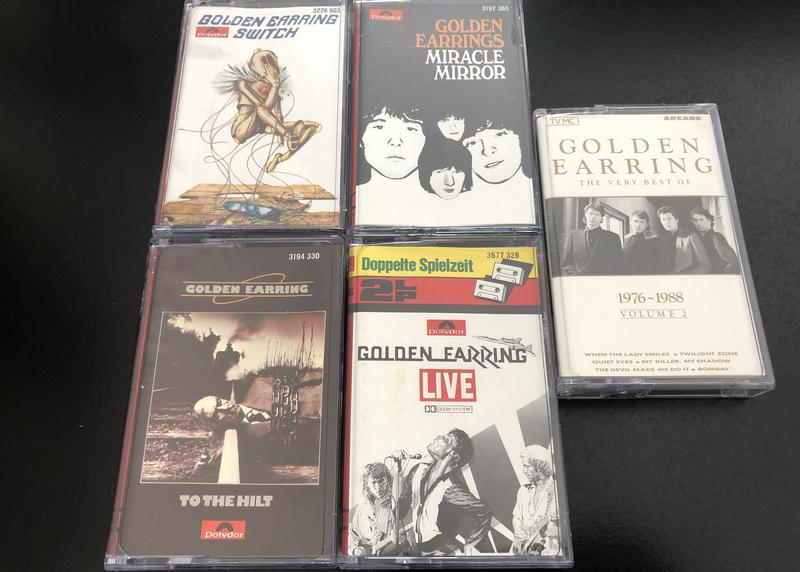 3226 003
GOLDEN EARRING
Polydor
SWITCH
3192 365
Polydor
GOLDEN
EARRINGS
MIRACLE
MIRROR
TV MC
ARCADE
GOLDEN
EARRING
THE VERY BEST OF
1976~1988
VOLUME 2
WHEN THE LADY SMILES • TWILIGHT ZONE
QUIET EYES • MY KILLER, MY SHADOW
THE DEVIL MADE ME DO IT • BOMBAY
3194 330
GOLDEN EARRING
TO THE HILT
Polydor
3577 328
Doppelte Spielzeit
2LP
Polydor
GOLDEN EARRING
LIVE
DOLBY SYSTEM